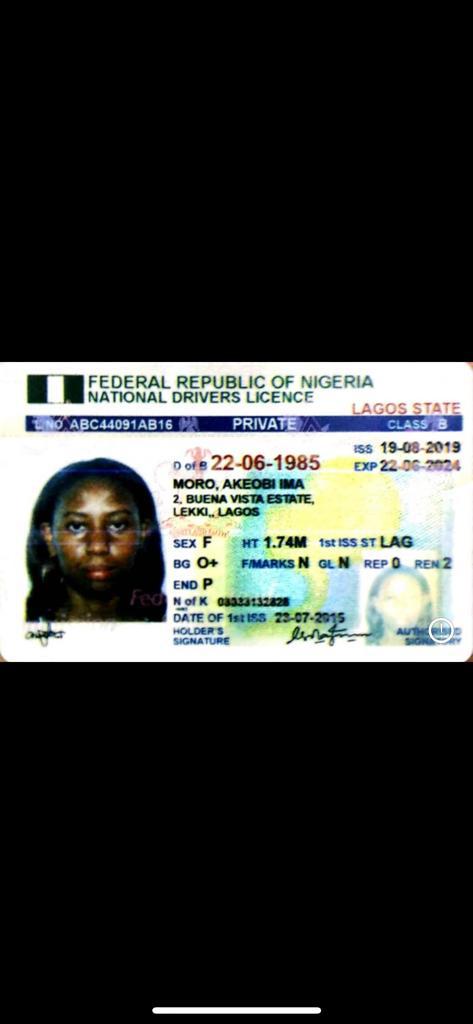 FEDERAL REPUBLIC OF NIGERIA
NATIONAL DRIVERS LICENCE
LAGOS STATE
L.NO. ABC44091AB16 PRIVATE CLASS B
ISS 19-08-2019
D of B 22-06-1985 EXP 22-06-2024
MORO, AKEOBI IMA
2, BUENA VISTA ESTATE,
LEKKI,, LAGOS
SEX F HT 1.74M 1st ISS ST LAG
BG O+ F/MARKS N GL N REP 0 REN 2
END P
Fed
N of K
DATE OF 1st ISS 23-07-2015
HOLDER'S
SIGNATURE
AUTHORISED
SIGNATORY